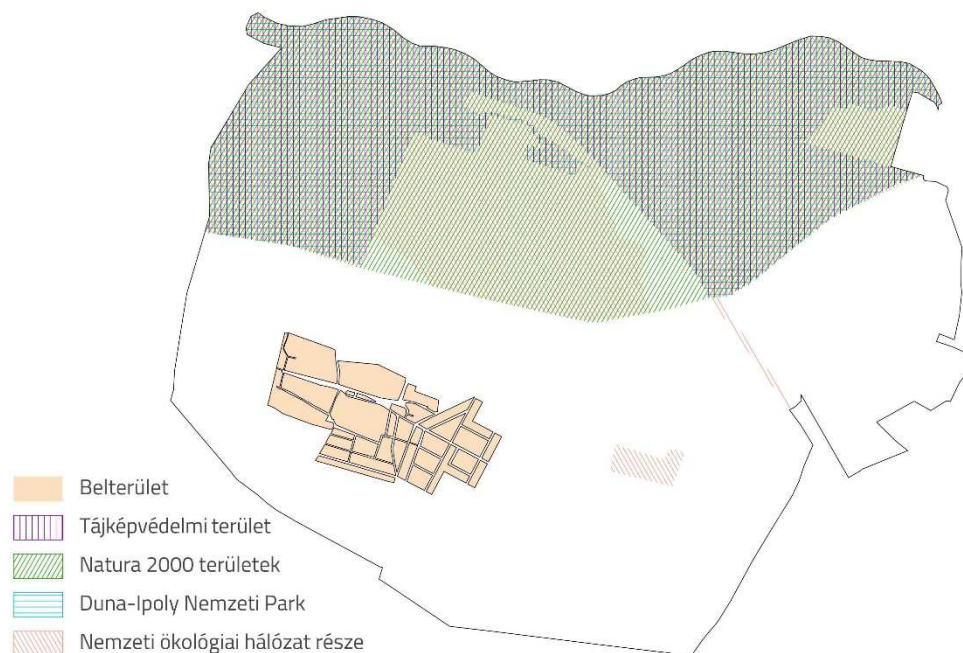 Belterület
Tájképvédelmi terület
Natura 2000 területek
Duna-Ipoly Nemzeti Park
Nemzeti ökológiai hálózat része